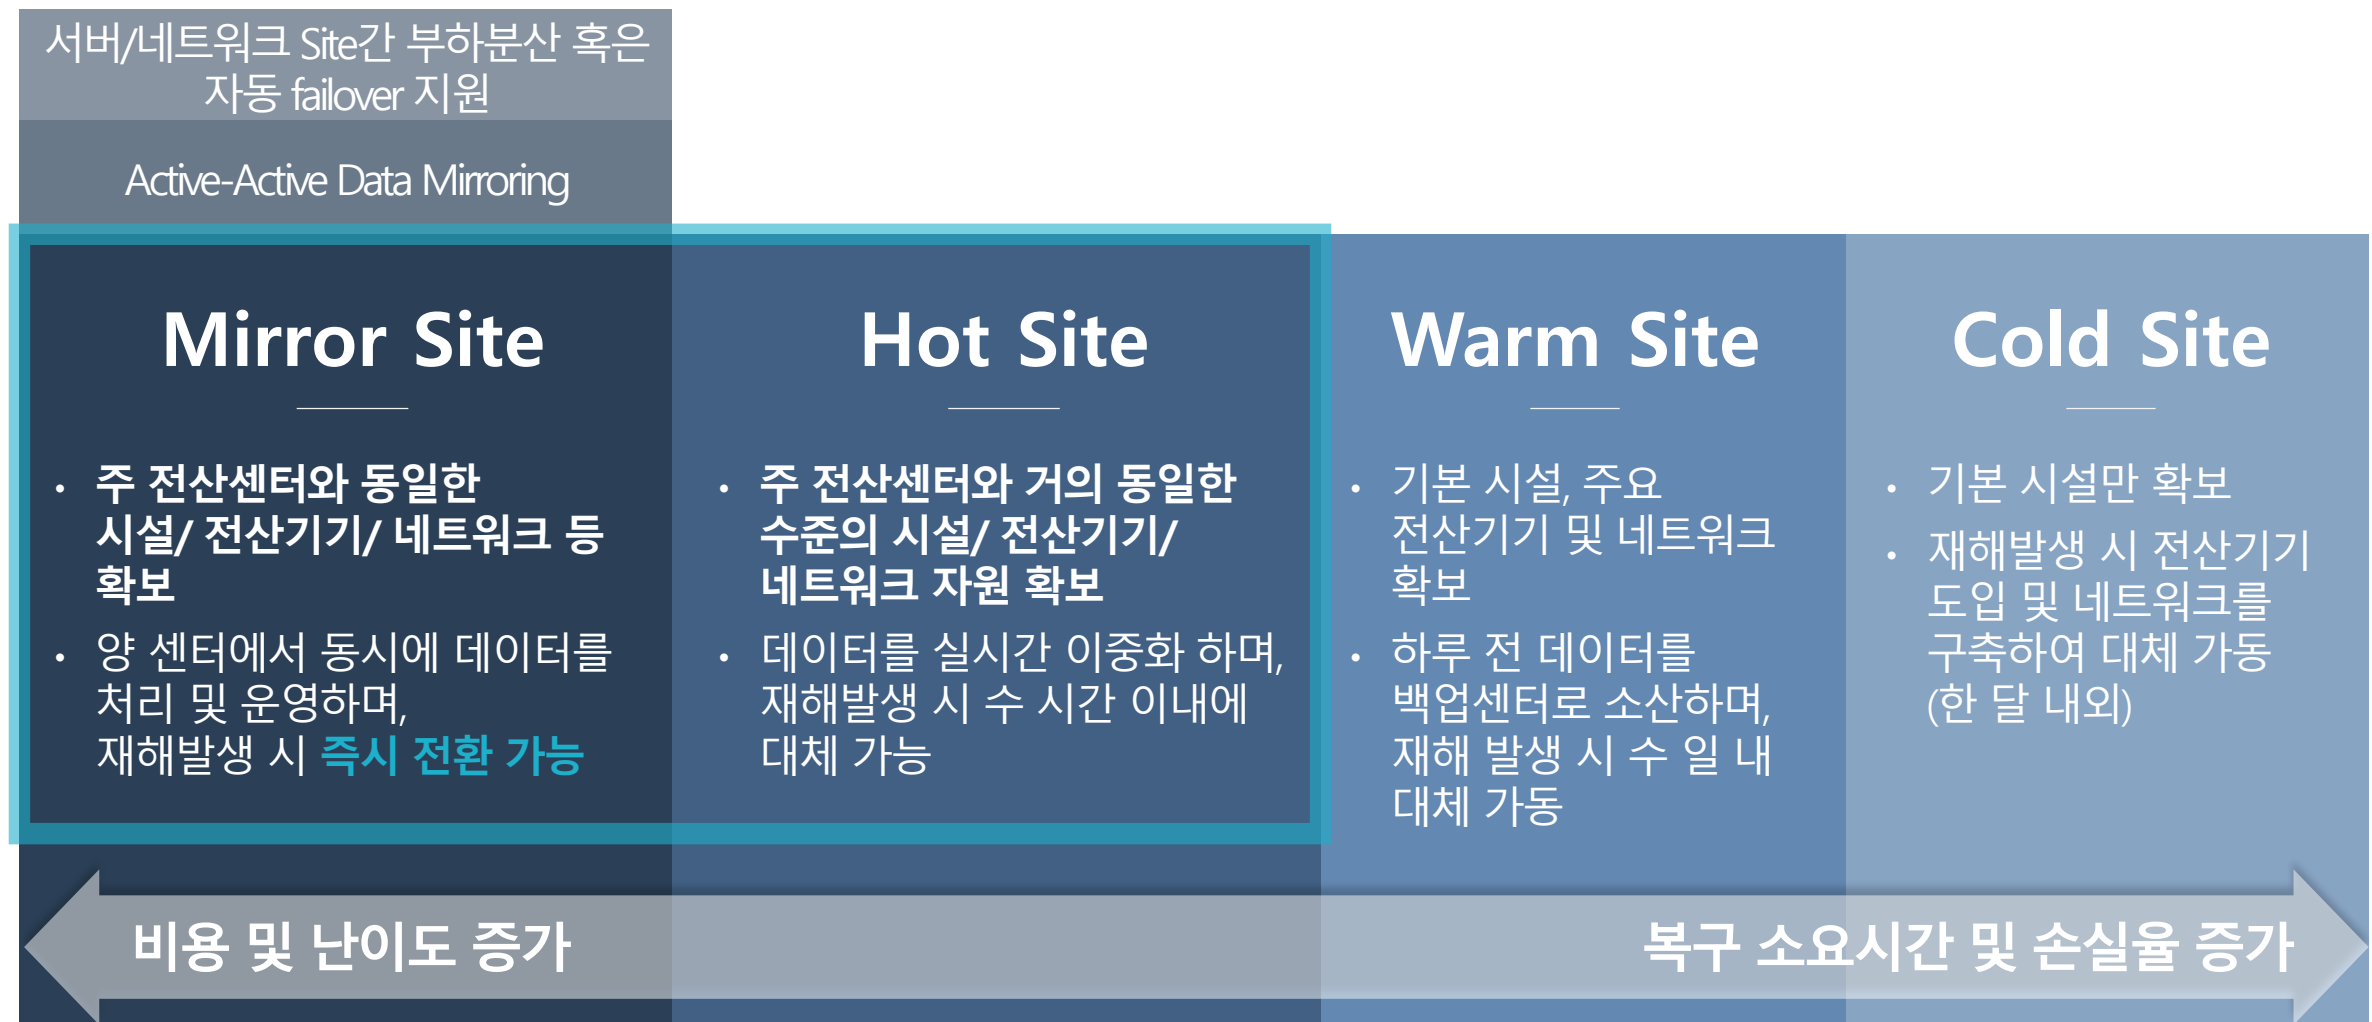 서버/네트워크 Site간 부하분산 혹은
자동 failover 지원
Active-Active Data Mirroring
Mirror Site
• 주 전산센터와 동일한
시설/ 전산기기/ 네트워크 등
확보
• 양 센터에서 동시에 데이터를
처리 및 운영하며,
재해발생 시 즉시 전환 가능
Hot Site
• 주 전산센터와 거의 동일한
수준의 시설/ 전산기기/
네트워크 자원 확보
• 데이터를 실시간 이중화 하며,
재해발생 시 수 시간 이내에
대체 가능
Warm Site
• 기본 시설, 주요
전산기기 및 네트워크
확보
• 하루 전 데이터를
백업센터로 소산하며,
재해 발생 시 수 일 내
대체 가동
Cold Site
• 기본 시설만 확보
• 재해발생 시 전산기기
도입 및 네트워크를
구축하여 대체 가동
(한 달 내외)
비용 및 난이도 증가
복구 소요시간 및 손실율 증가